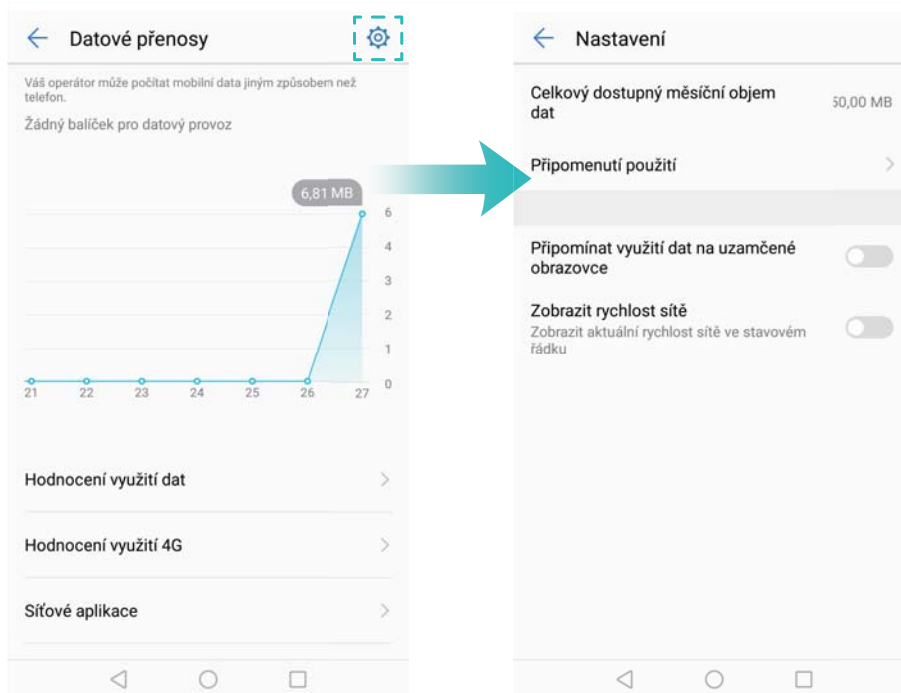 Datové přenosy
Váš operátor může počítat mobilní data jiným způsobem než
telefon.
Žádný balíček pro datový provoz
6,81 MB
6
4
3
2
1
0
21 22 23 24 25 26 27
Hodnocení využití dat
Hodnocení využití 4G
Síťové aplikace
Nastavení
Celkový dostupný měsíční objem
dat
50,00 MB
Připomenutí použití
Připomínat využití dat na uzamčené
obrazovce
Zobrazit rychlost sítě
Zobrazit aktuální rychlost sítě ve stavovém
řádku